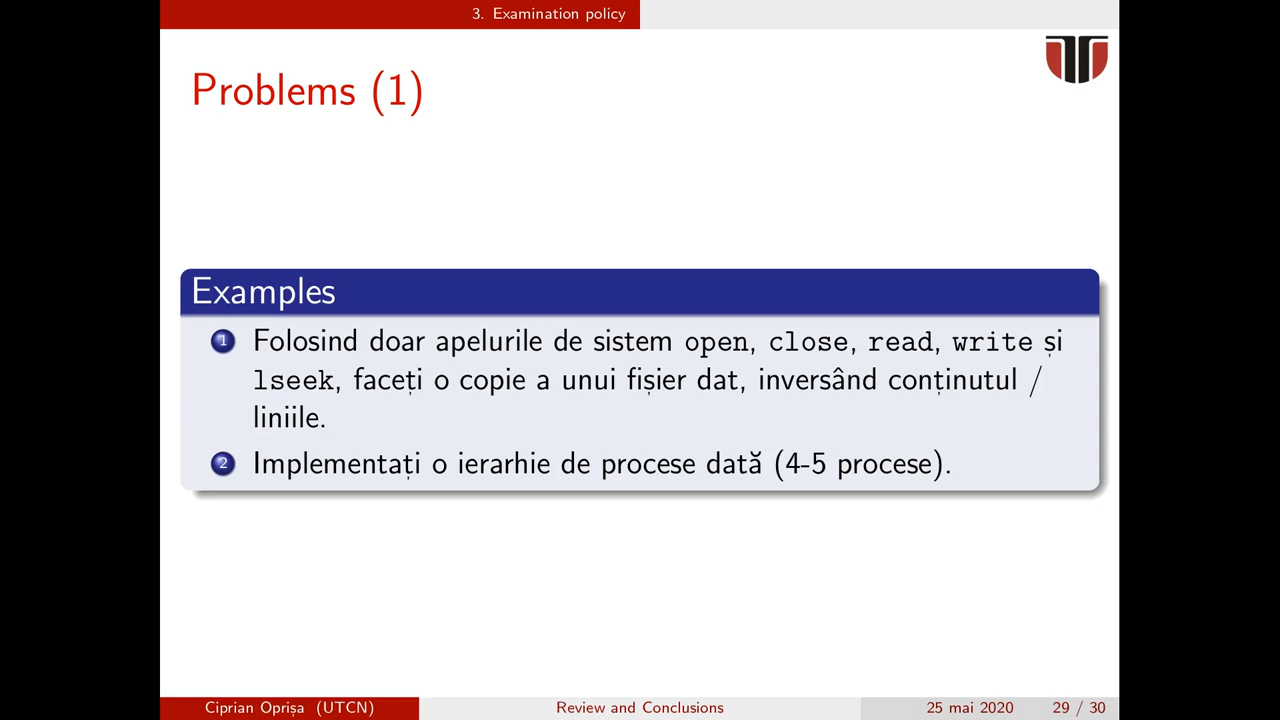 3. Examination policy
Problems (1)
Examples
1 Folosind doar apelurile de sistem open, close, read, write și
lseek, faceți o copie a unui fișier dat, inversând conținutul /
liniile.
2 Implementați o ierarhie de procese dată (4-5 procese).
Ciprian Oprișa (UTCN) Review and Conclusions 25 mai 2020 29 / 30